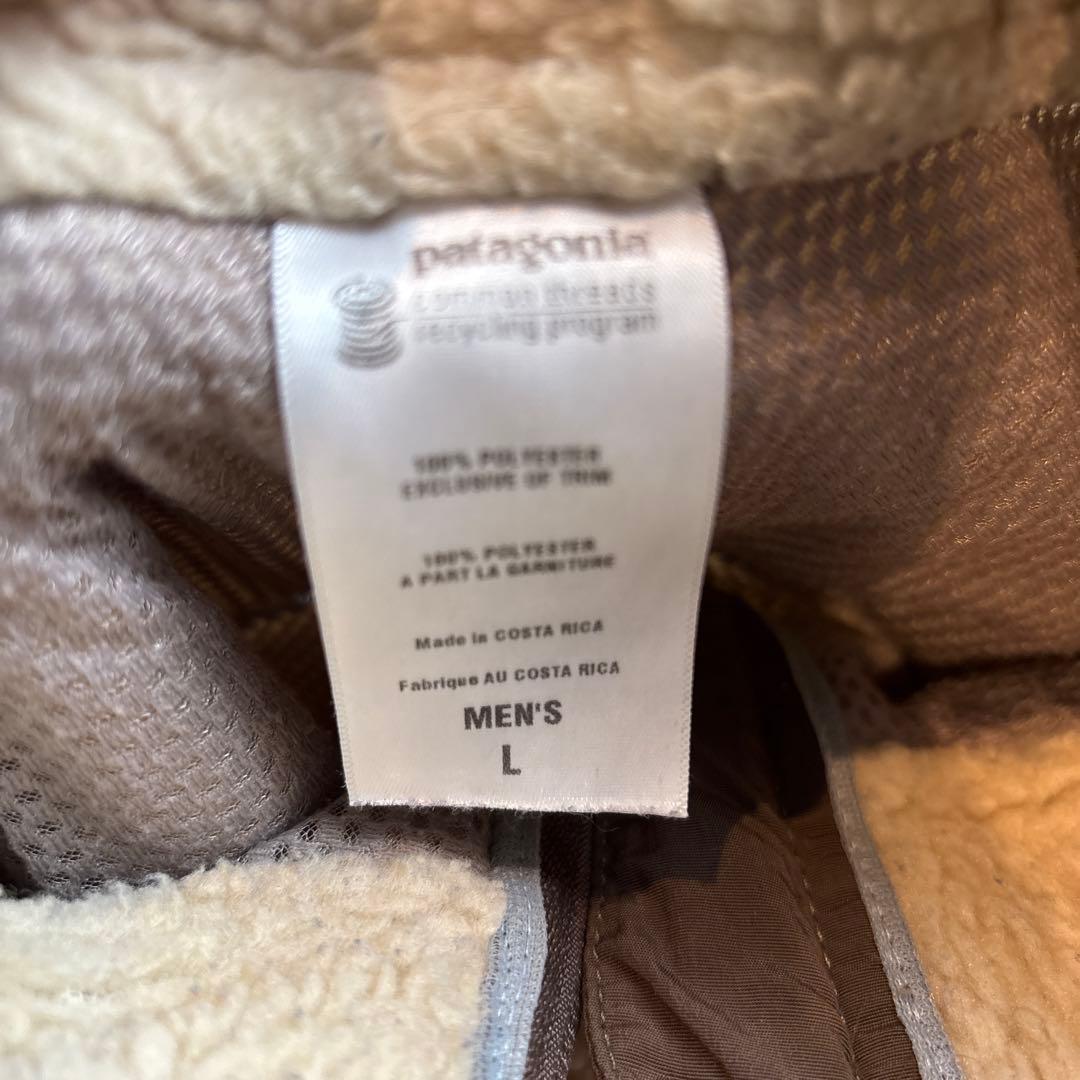 patagonia
common threads
recycling program
100% POLYESTER
EXCLUSIVE OF TRIM
100% POLYESTER
A PART LA GARNITURE
Made in COSTA RICA
Fabrique AU COSTA RICA
MEN'S
L